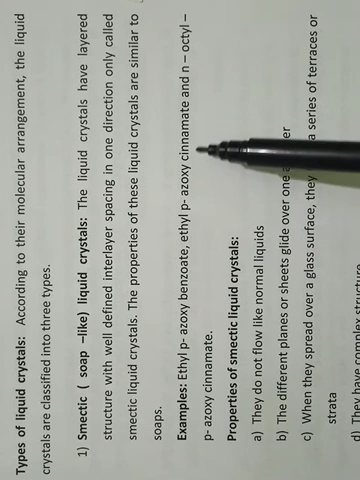 Types of liquid crystals: According to their molecular arrangement, the liquid
crystals are classified into three types.
1) Smectic ( soap –like) liquid crystals: The liquid crystals have layered
structure with well defined interlayer spacing in one direction only called
smectic liquid crystals. The properties of these liquid crystals are similar to
soaps.
Examples: Ethyl p- azoxy benzoate, ethyl p- azoxy cinnamate and n – octyl –
p- azoxy cinnamate.
Properties of smectic liquid crystals:
a) They do not flow like normal liquids
b) The different planes or sheets glide over one
c) When they spread over a glass surface, they a series of terraces or
strata
d) They have complex structure